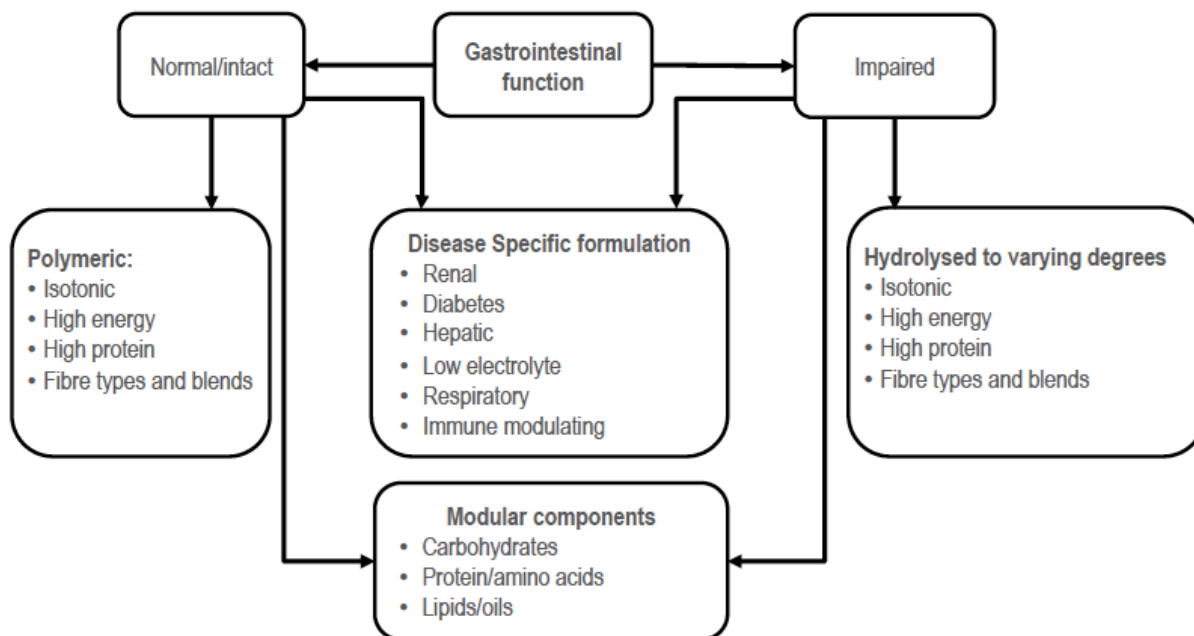 Normal/intact
Gastrointestinal
function
Impaired
Polymeric:
• Isotonic
• High energy
• High protein
• Fibre types and blends
Disease Specific formulation
• Renal
• Diabetes
• Hepatic
• Low electrolyte
• Respiratory
• Immune modulating
Hydrolysed to varying degrees
• Isotonic
• High energy
• High protein
• Fibre types and blends
Modular components
• Carbohydrates
• Protein/amino acids
• Lipids/oils